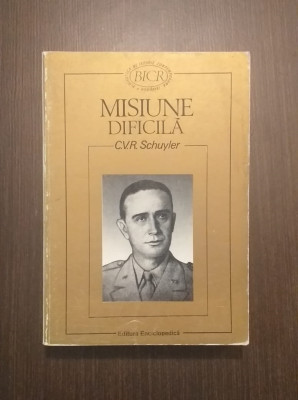 BICR
MISIUNE
DIFICILĂ
C.V.R. Schuyler
Editura Enciclopedică